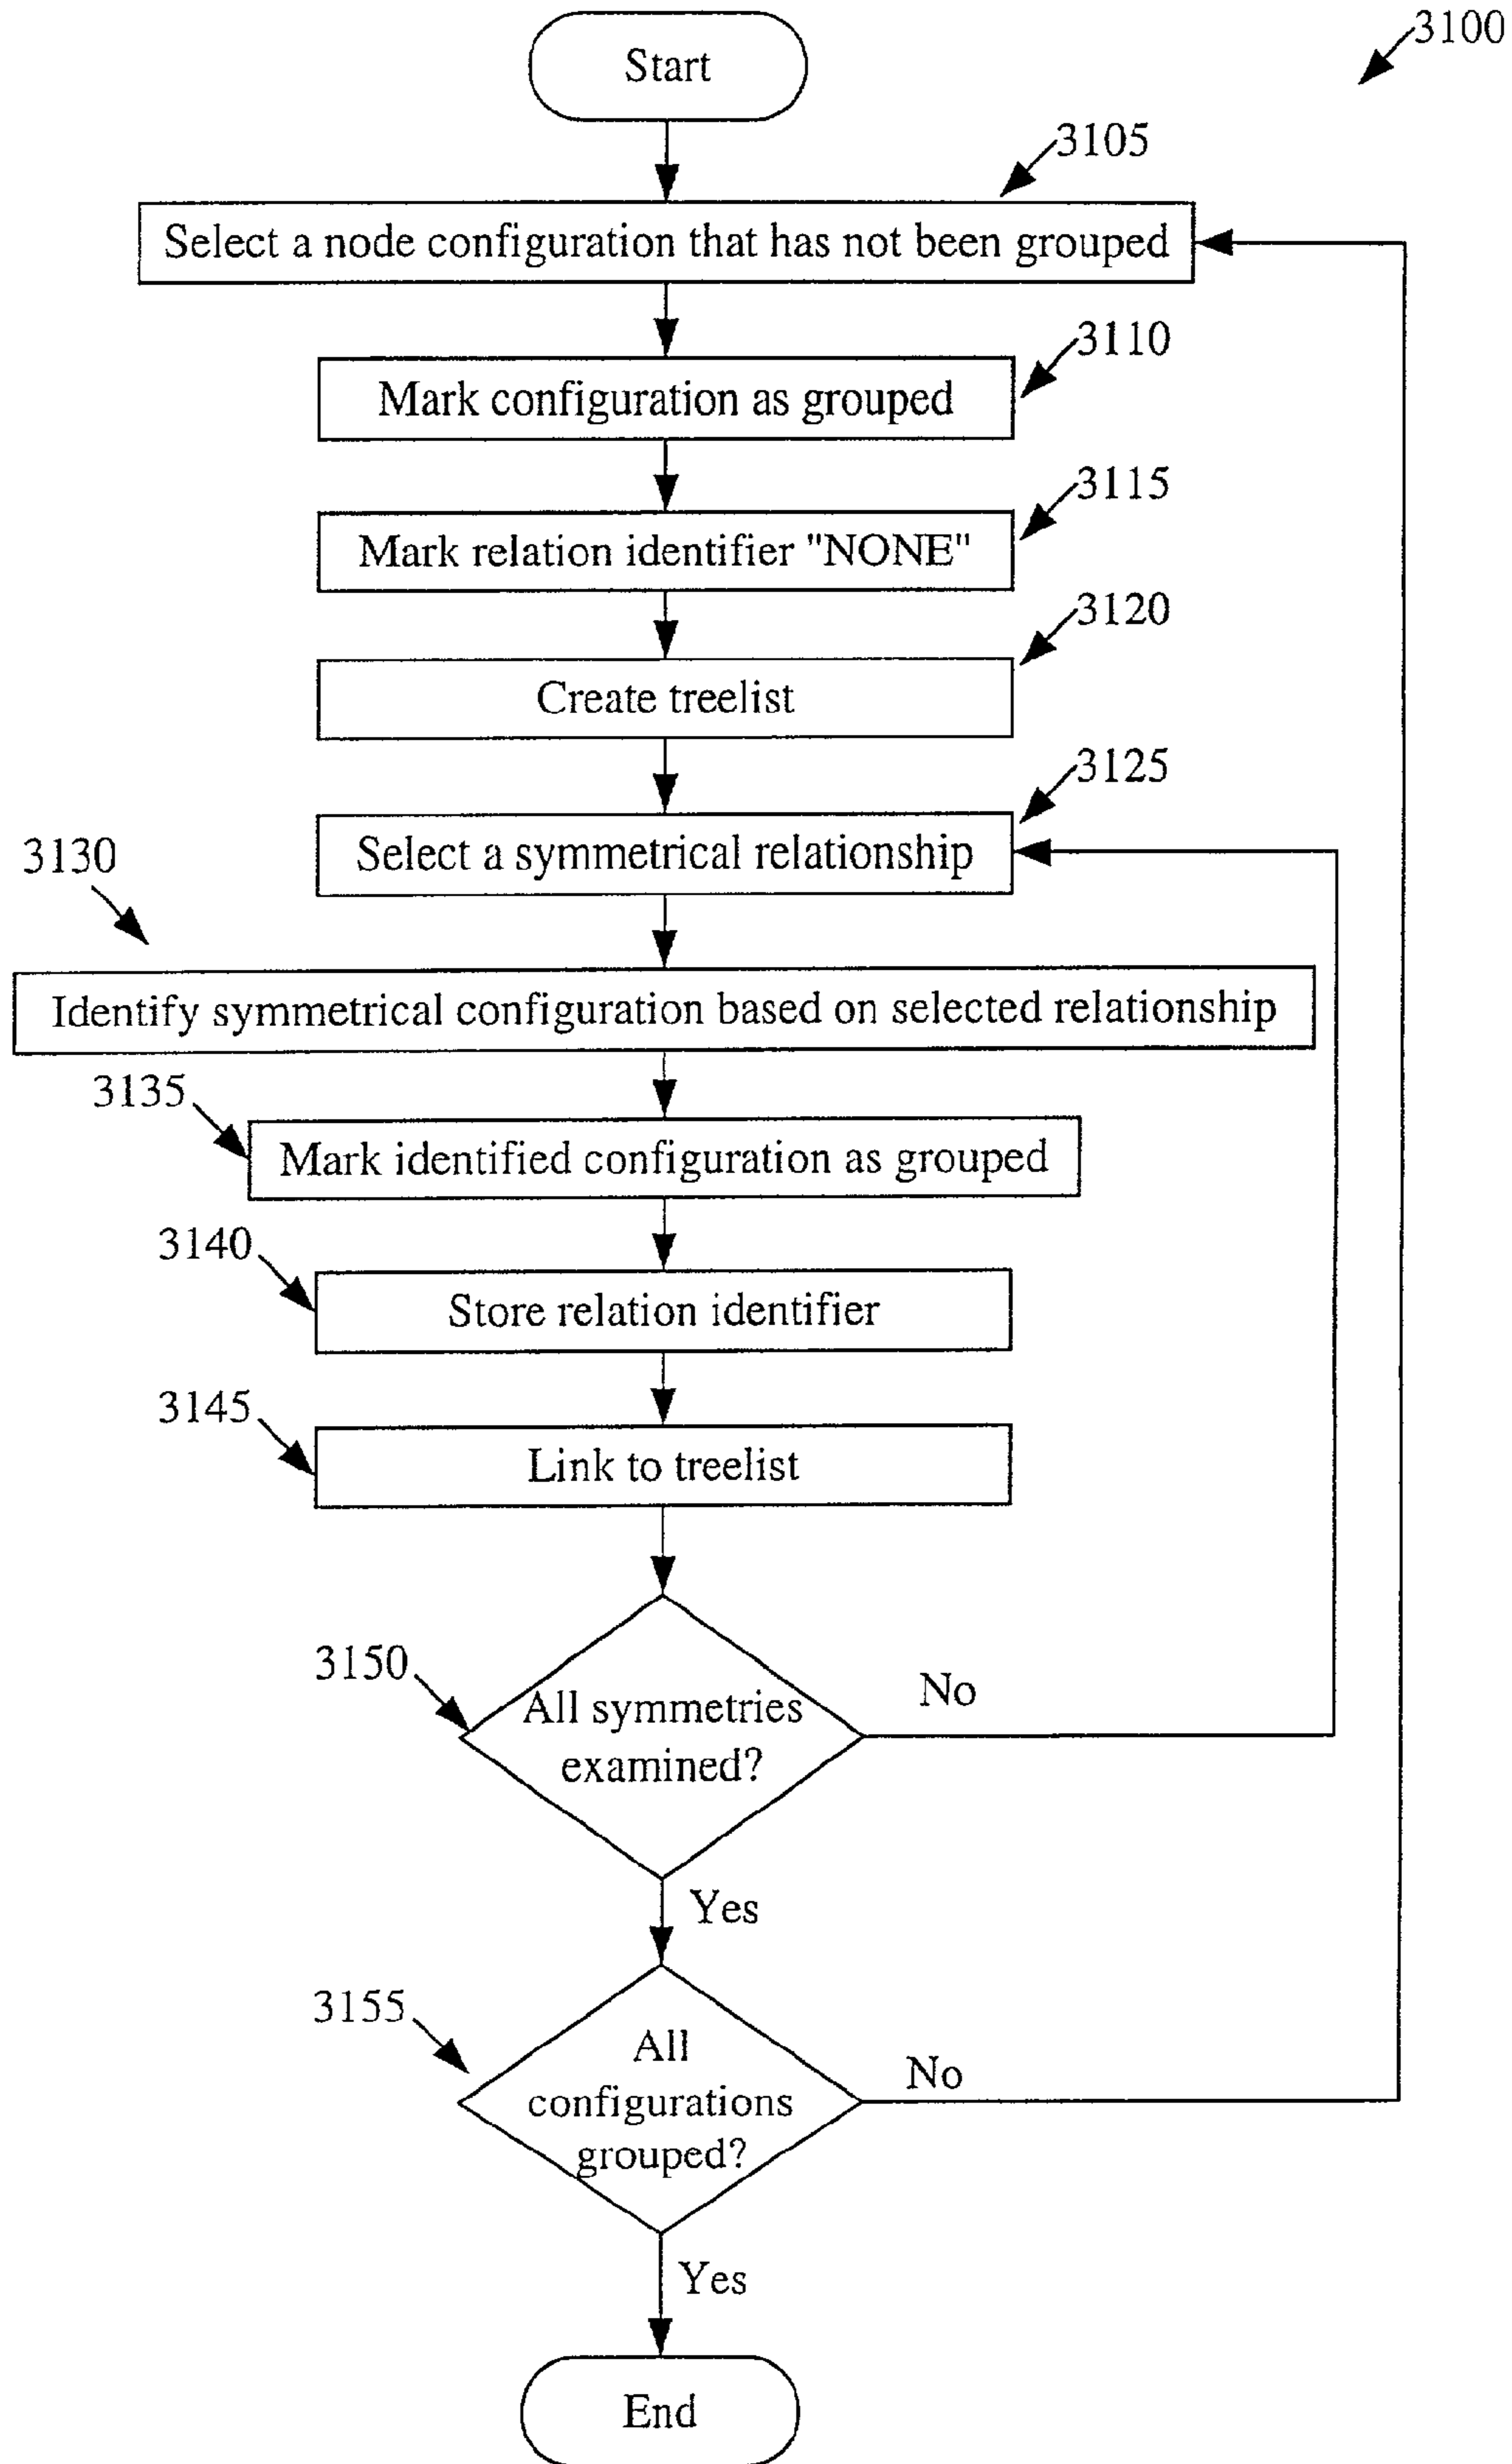 3100
Start
3105
Select a node configuration that has not been grouped
3110
Mark configuration as grouped
3115
Mark relation identifier "NONE"
3120
Create treelist
3125
Select a symmetrical relationship
3130
Identify symmetrical configuration based on selected relationship
3135
Mark identified configuration as grouped
3140
Store relation identifier
3145
Link to treelist
3150
All symmetries
examined?
No
Yes
3155
All
configurations
grouped?
No
Yes
End